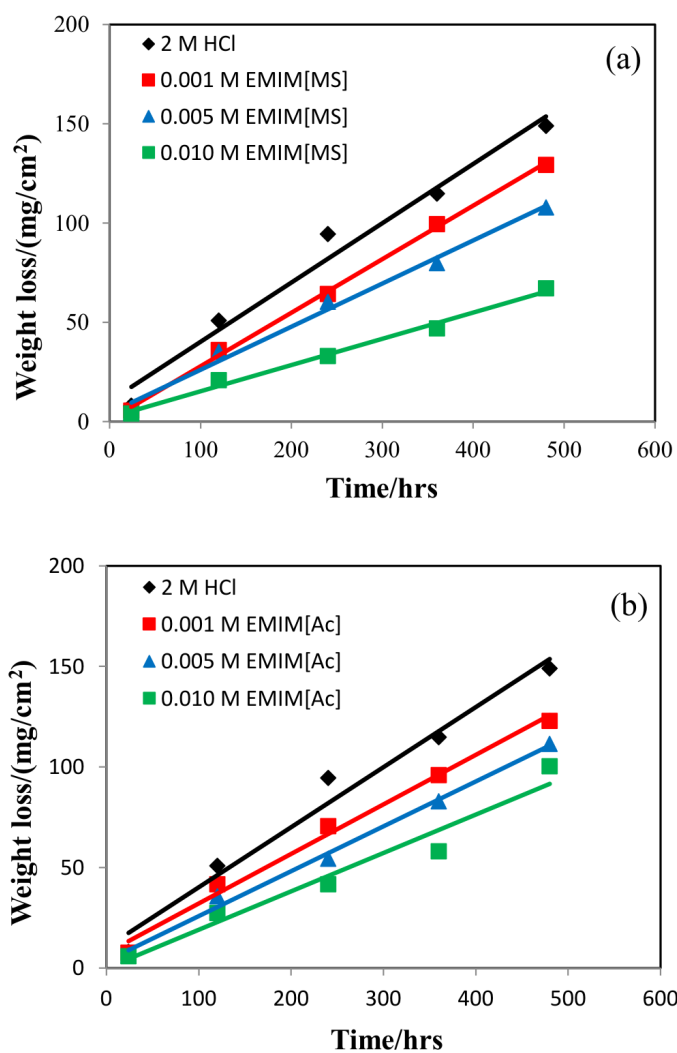 200
150
100
50
0
Weight loss/(mg/cm²)
2 M HCl
0.001 M EMIM[MS]
0.005 M EMIM[MS]
0.010 M EMIM[MS]
(a)
0 100 200 300 400 500 600
Time/hrs
200
150
100
50
0
Weight loss/(mg/cm²)
2 M HCl
0.001 M EMIM[Ac]
0.005 M EMIM[Ac]
0.010 M EMIM[Ac]
(b)
0 100 200 300 400 500 600
Time/hrs